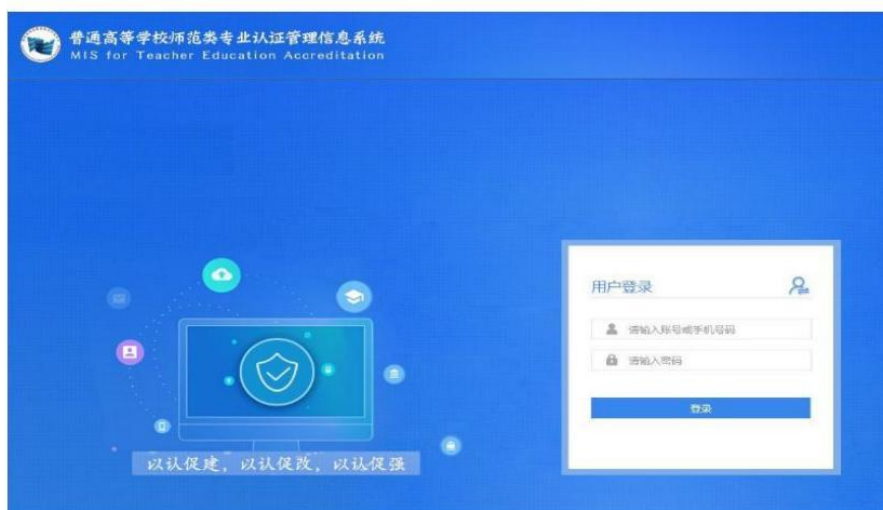 普通高等学校师范类专业认证管理信息系统
MIS for Teacher Education Accreditation
用户登录
请输入账号或手机号码
请输入密码
登录
以认促建，以认促改，以认促强